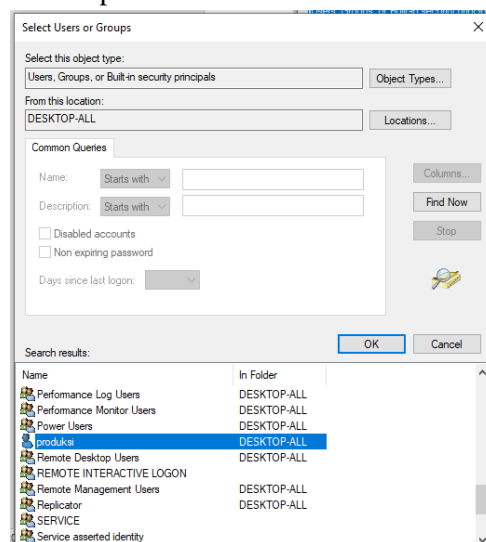 Select Users or Groups
Select this object type:
Users, Groups, or Built-in security principals
Object Types...
From this location:
DESKTOP-ALL
Locations...
Common Queries
Name: Starts with
Columns...
Description: Starts with
Find Now
Disabled accounts
Stop
Non expiring password
Days since last logon:
OK Cancel
Search results:
Name In Folder
Performance Log Users DESKTOP-ALL
Performance Monitor Users DESKTOP-ALL
Power Users DESKTOP-ALL
produksi DESKTOP-ALL
Remote Desktop Users DESKTOP-ALL
REMOTE INTERACTIVE LOGON
Remote Management Users DESKTOP-ALL
Replicator DESKTOP-ALL
SERVICE
Service asserted identity